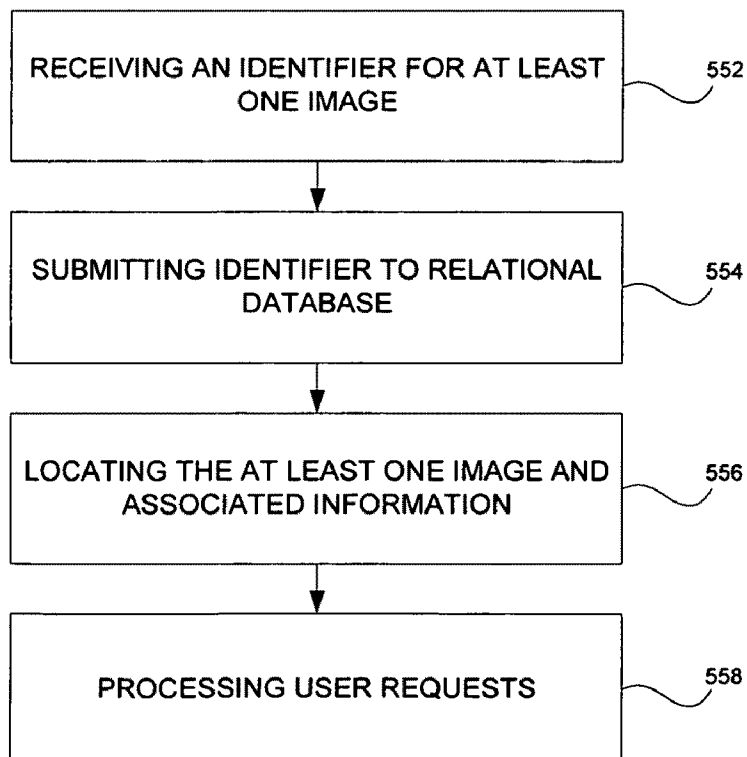 RECEIVING AN IDENTIFIER FOR AT LEAST
ONE IMAGE
552
SUBMITTING IDENTIFIER TO RELATIONAL
DATABASE
554
LOCATING THE AT LEAST ONE IMAGE AND
ASSOCIATED INFORMATION
556
PROCESSING USER REQUESTS
558